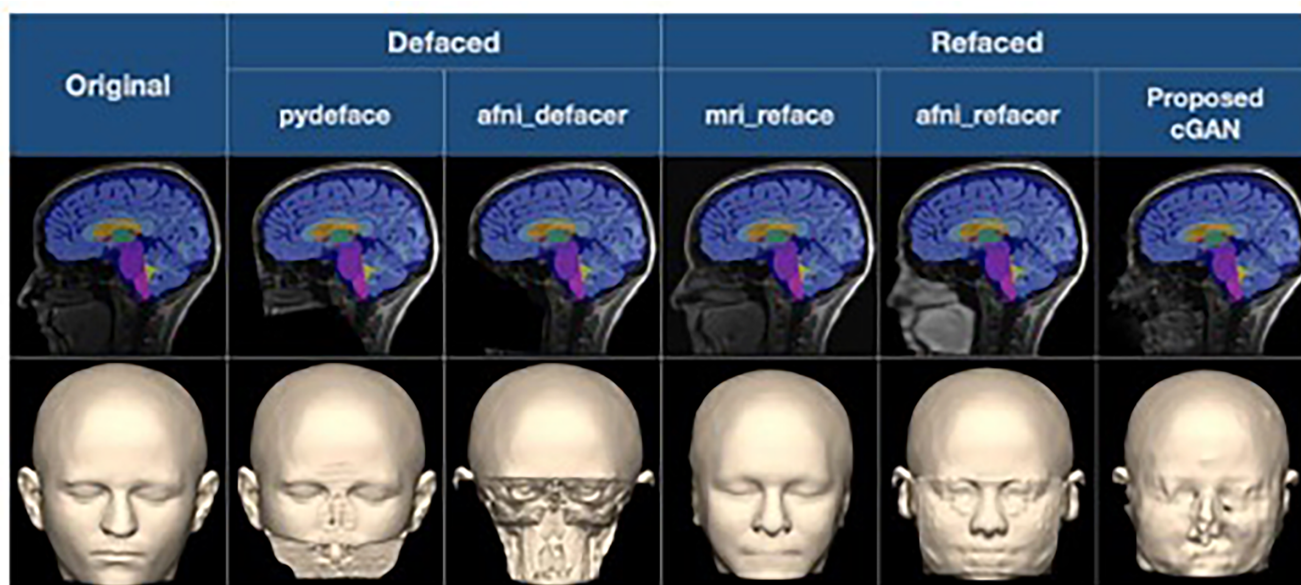 Original
Defaced
Refaced
pydeface
afni_defacer
mri_reface
afni_refacer
Proposed
cGAN